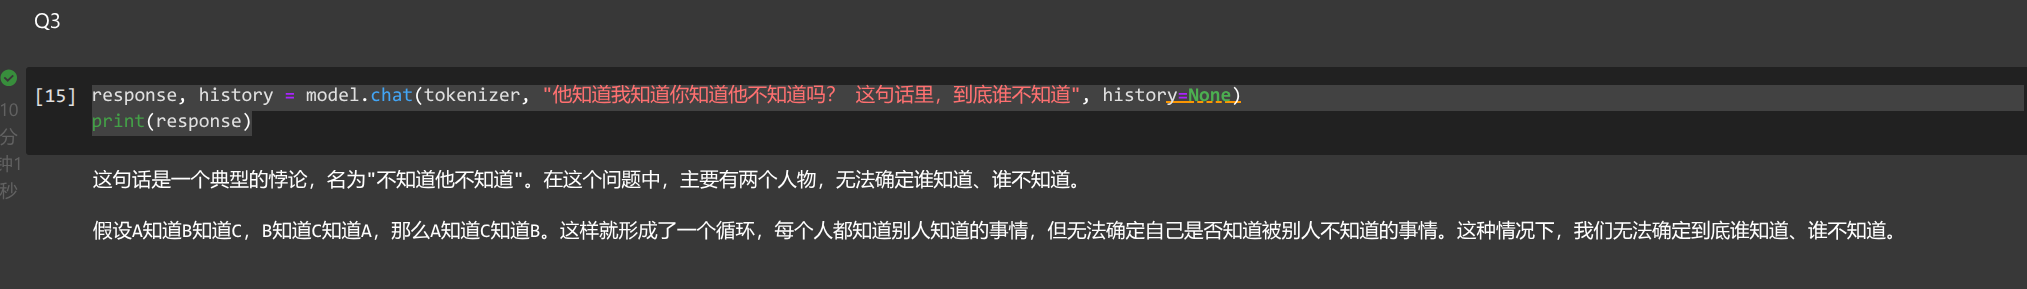 Q3
[15] response, history = model.chat(tokenizer, "他知道我知道你知道他不知道吗? 这句话里，到底谁不知道", history=None)
print(response)
10
分
钟1
秒
这句话是一个典型的悖论，名为"不知道他不知道"。在这个问题中，主要有两个人物，无法确定谁知道、谁不知道。
假设A知道B知道C，B知道C知道A，那么A知道C知道B。这样就形成了一个循环，每个人都知道别人知道的事情，但无法确定自己是否知道被别人不知道的事情。这种情况下，我们无法确定到底谁知道、谁不知道。